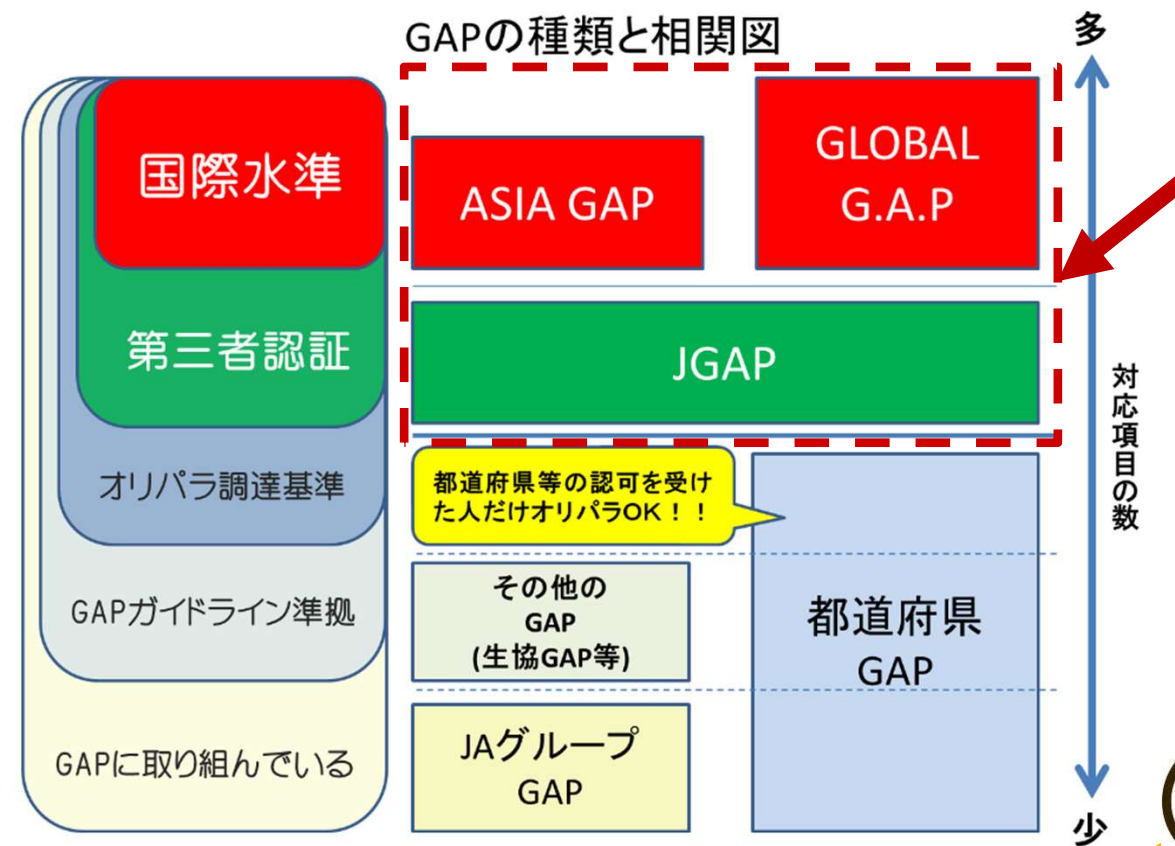 GAPの種類と相関図
多
国際水準
第三者認証
オリパラ調達基準
GAPガイドライン準拠
GAPに取り組んでいる
ASIA GAP
GLOBAL
G.A.P
JGAP
都道府県等の認可を受け
た人だけオリパラOK！！
その他の
GAP
(生協GAP等)
都道府県
GAP
JAグループ
GAP
対応項目の数
少